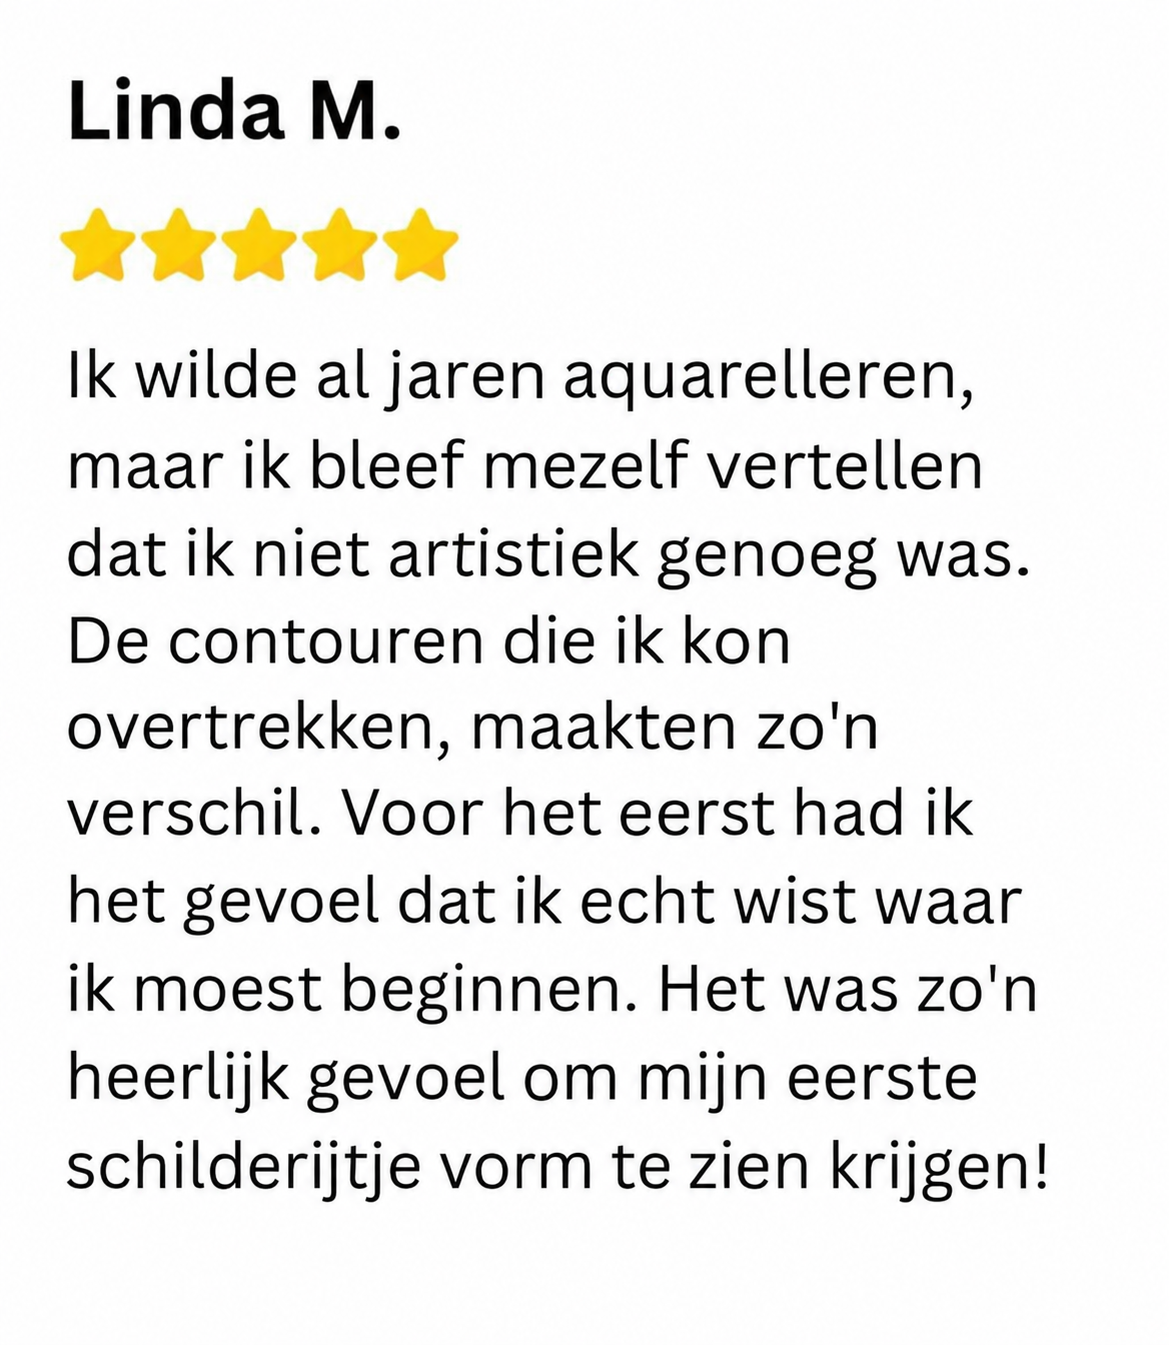 Linda M.
Ik wilde al jaren aquarelleren,
maar ik bleef mezelf vertellen
dat ik niet artistiek genoeg was.
De contouren die ik kon
overtrekken, maakten zo'n
verschil. Voor het eerst had ik
het gevoel dat ik echt wist waar
ik moest beginnen. Het was zo'n
heerlijk gevoel om mijn eerste
schilderijtje vorm te zien krijgen!